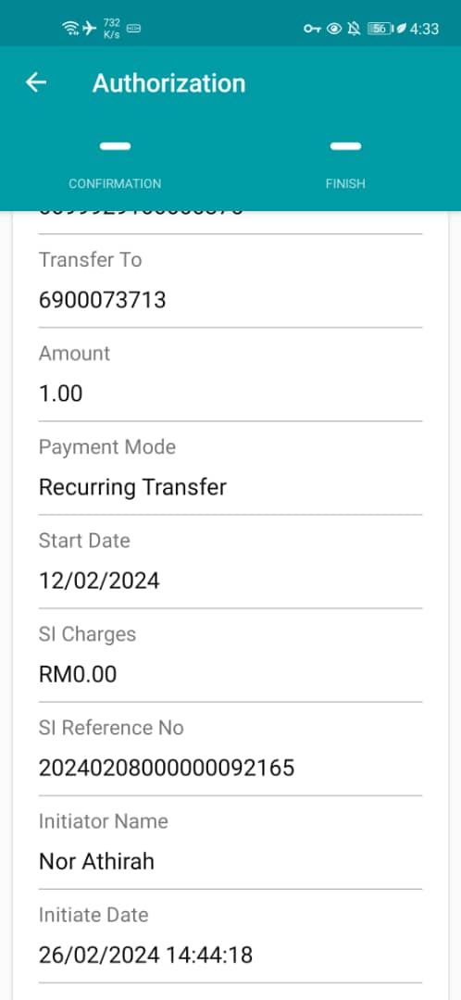 732
K/s
56
4:33
Authorization
CONFIRMATION
FINISH
Transfer To
6900073713
Amount
1.00
Payment Mode
Recurring Transfer
Start Date
12/02/2024
SI Charges
RM0.00
SI Reference No
20240208000000092165
Initiator Name
Nor Athirah
Initiate Date
26/02/2024 14:44:18